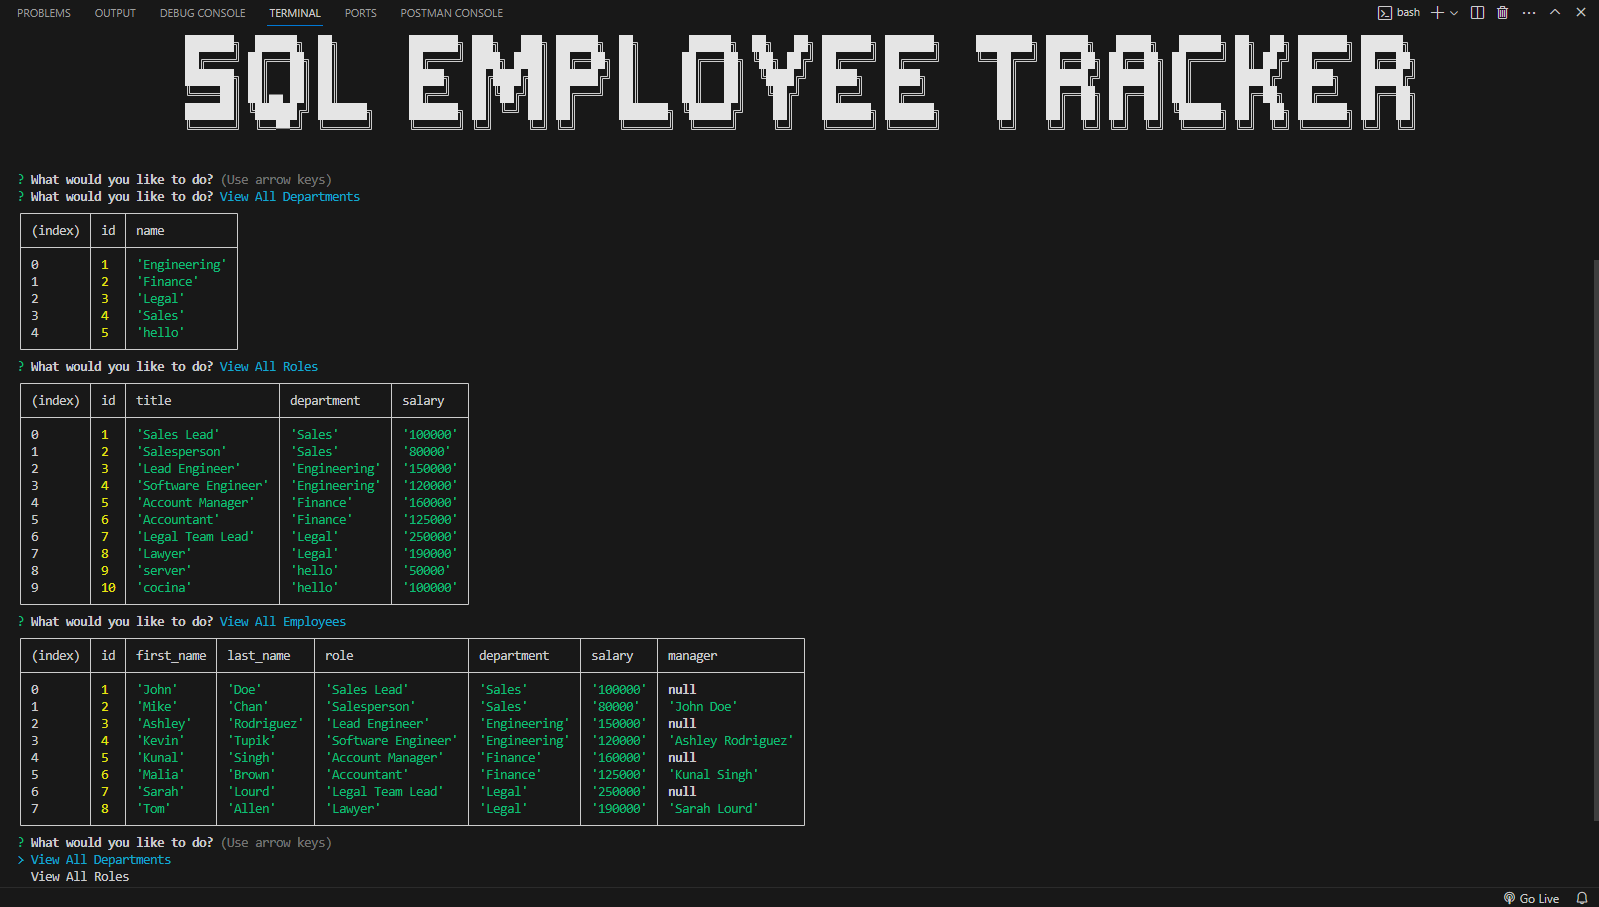 PROBLEMS OUTPUT DEBUG CONSOLE TERMINAL PORTS POSTMAN CONSOLE bash
SQL EMPLOYEE TRACKER
? What would you like to do? (Use arrow keys)
? What would you like to do? View All Departments
(index) id name
0 1 'Engineering'
1 2 'Finance'
2 3 'Legal'
3 4 'Sales'
4 5 'hello'
? What would you like to do? View All Roles
(index) id title department salary
0 1 'Sales Lead' 'Sales' '100000'
1 2 'Salesperson' 'Sales' '80000'
2 3 'Lead Engineer' 'Engineering' '150000'
3 4 'Software Engineer' 'Engineering' '120000'
4 5 'Account Manager' 'Finance' '160000'
5 6 'Accountant' 'Finance' '125000'
6 7 'Legal Team Lead' 'Legal' '250000'
7 8 'Lawyer' 'Legal' '190000'
8 9 'server' 'hello' '50000'
9 10 'cocina' 'hello' '100000'
? What would you like to do? View All Employees
(index) id first_name last_name role department salary manager
0 1 'John' 'Doe' 'Sales Lead' 'Sales' '100000' null
1 2 'Mike' 'Chan' 'Salesperson' 'Sales' '80000' 'John Doe'
2 3 'Ashley' 'Rodriguez' 'Lead Engineer' 'Engineering' '150000' null
3 4 'Kevin' 'Tupik' 'Software Engineer' 'Engineering' '120000' 'Ashley Rodriguez'
4 5 'Kunal' 'Singh' 'Account Manager' 'Finance' '160000' null
5 6 'Malia' 'Brown' 'Accountant' 'Finance' '125000' 'Kunal Singh'
6 7 'Sarah' 'Lourd' 'Legal Team Lead' 'Legal' '250000' null
7 8 'Tom' 'Allen' 'Lawyer' 'Legal' '190000' 'Sarah Lourd'
? What would you like to do? (Use arrow keys)
> View All Departments
View All Roles
Go Live